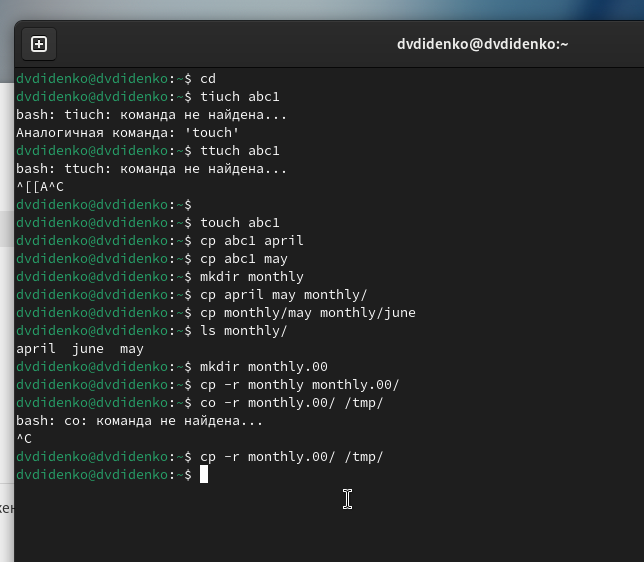 dvdidenko@dvdidenko:~
dvdidenko@dvdidenko:~$ cd
dvdidenko@dvdidenko:~$ tiuch abc1
bash: tiuch: команда не найдена...
Аналогичная команда: 'touch'
dvdidenko@dvdidenko:~$ ttuch abc1
bash: ttuch: команда не найдена...
^[[A^C
dvdidenko@dvdidenko:~$
dvdidenko@dvdidenko:~$ touch abc1
dvdidenko@dvdidenko:~$ cp abc1 april
dvdidenko@dvdidenko:~$ cp abc1 may
dvdidenko@dvdidenko:~$ mkdir monthly
dvdidenko@dvdidenko:~$ cp april may monthly/
dvdidenko@dvdidenko:~$ cp monthly/may monthly/june
dvdidenko@dvdidenko:~$ ls monthly/
april  june  may
dvdidenko@dvdidenko:~$ mkdir monthly.00
dvdidenko@dvdidenko:~$ cp -r monthly monthly.00/
dvdidenko@dvdidenko:~$ co -r monthly.00/ /tmp/
bash: co: команда не найдена...
^C
dvdidenko@dvdidenko:~$ cp -r monthly.00/ /tmp/
dvdidenko@dvdidenko:~$